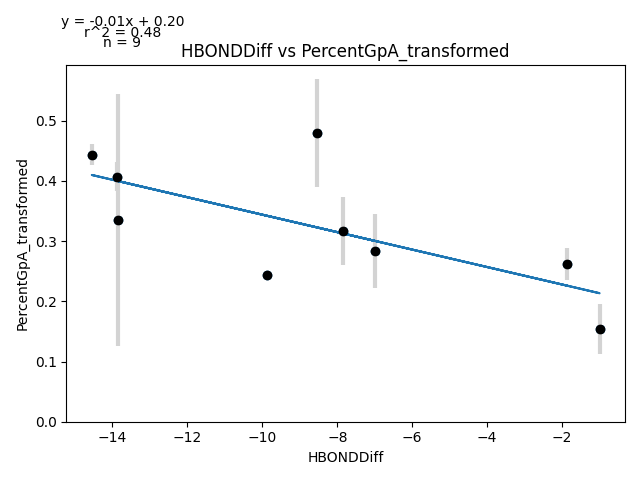 y = -0.01x + 0.20
r^2 = 0.48
n = 9
HBONDDiff vs PercentGpA_transformed
PercentGpA_transformed
0.5
0.4
0.3
0.2
0.1
0.0
−14
−12
−10
−8
−6
−4
−2
HBONDDiff